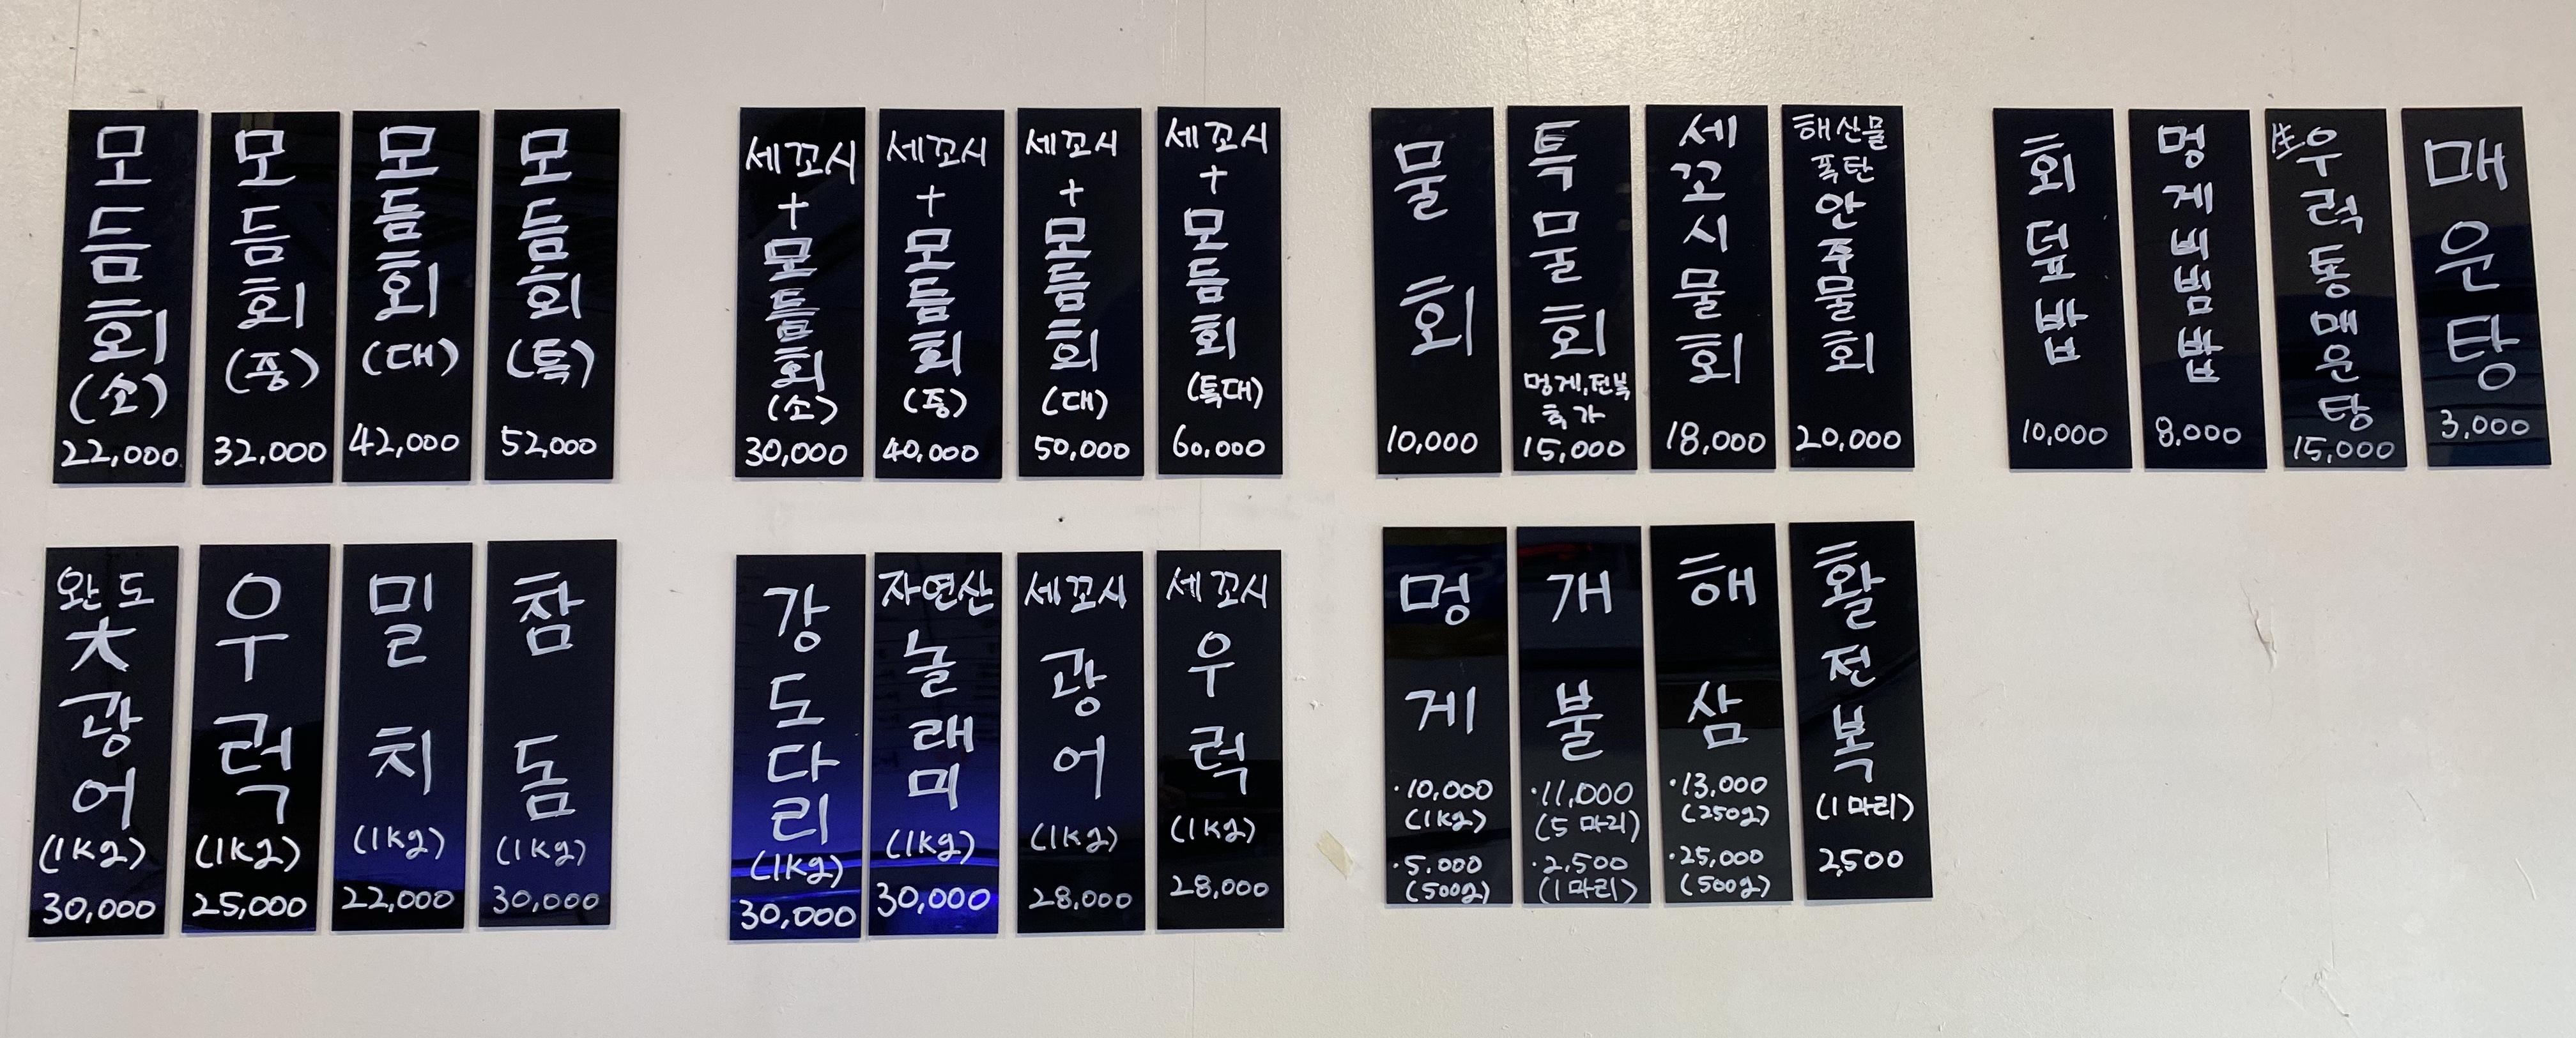 모듬회
(소)
22,000
모듬회
(중)
32,000
모듬회
(대)
42,000
모듬회
(특)
52,000
세꼬시
+
모듬회
(소)
30,000
세꼬시
+
모듬회
(중)
40,000
세꼬시
+
모듬회
(대)
50,000
세꼬시
+
모듬회
(특대)
60,000
물회
10,000
특물회
멍게,전복
추가
15,000
세꼬시물회
18,000
해산물
폭탄
안주물회
20,000
회덮밥
10,000
멍게비빔밥
8,000
生우럭통매운탕
15,000
매운탕
3,000
완도
大광어
(1kg)
30,000
우럭
(1kg)
25,000
밀치
(1kg)
22,000
참돔
(1kg)
30,000
강도다리
(1kg)
30,000
자연산
놀래미
(1kg)
30,000
세꼬시
광어
(1kg)
28,000
세꼬시
우럭
(1kg)
28,000
멍게
·10,000
(1kg)
·5,000
(500g)
개불
·11,000
(5마리)
·2,500
(1마리)
해삼
·13,000
(250g)
·25,000
(500g)
활전복
(1마리)
2,500